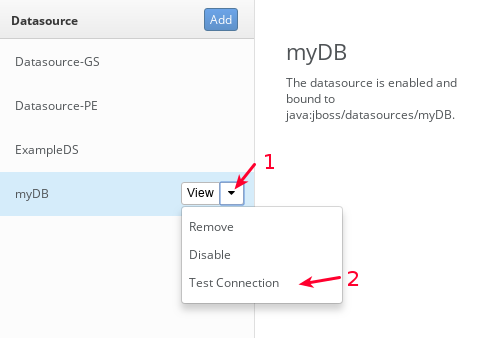 Datasource
Add
Datasource-GS
Datasource-PE
ExampleDS
myDB
View
1
Remove
Disable
Test Connection
2
myDB
The datasource is enabled and
bound to
java:jboss/datasources/myDB.